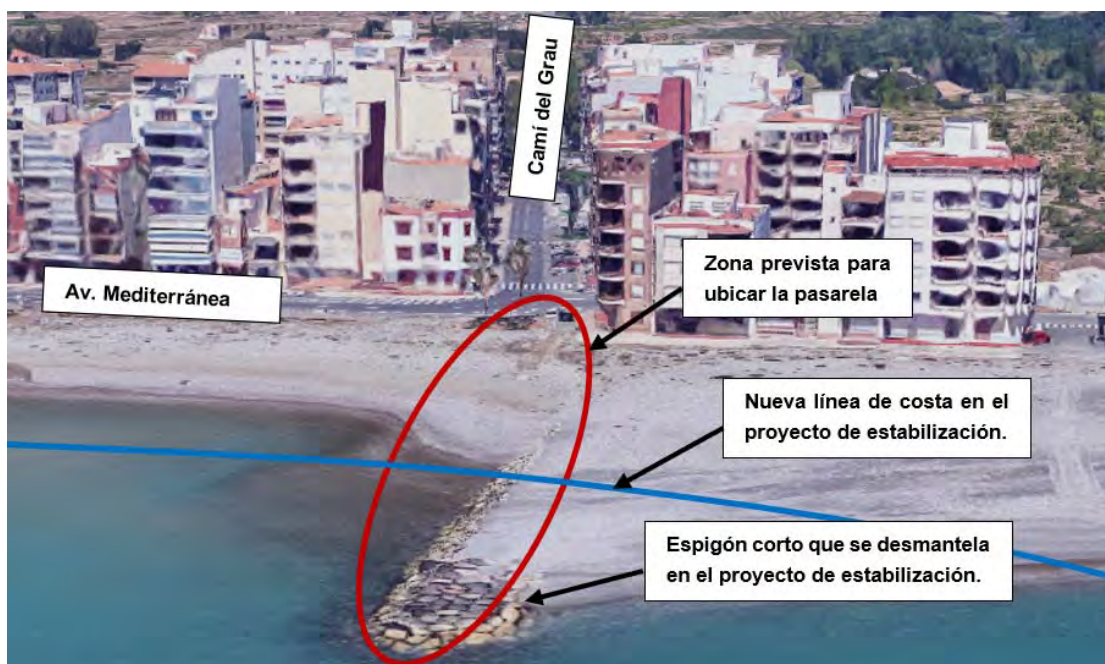 Camí del Grau
Av. Mediterránea
Zona prevista para
ubicar la pasarela
Nueva línea de costa en el
proyecto de estabilización.
Espigón corto que se desmantela
en el proyecto de estabilización.